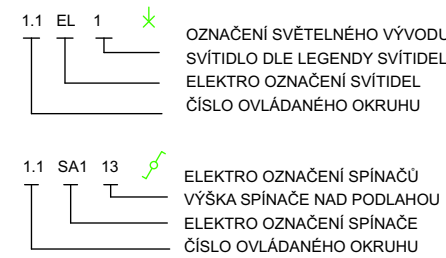 1.1 EL 1
OZNAČENÍ SVĚTELNÉHO VÝVODU
SVÍTIDLO DLE LEGENDY SVÍTIDEL
ELEKTRO OZNAČENÍ SVÍTIDEL
ČÍSLO OVLÁDANÉHO OKRUHU
1.1 SA1 13
ELEKTRO OZNAČENÍ SPÍNAČŮ
VÝŠKA SPÍNAČE NAD PODLAHOU
ELEKTRO OZNAČENÍ SPÍNAČE
ČÍSLO OVLÁDANÉHO OKRUHU